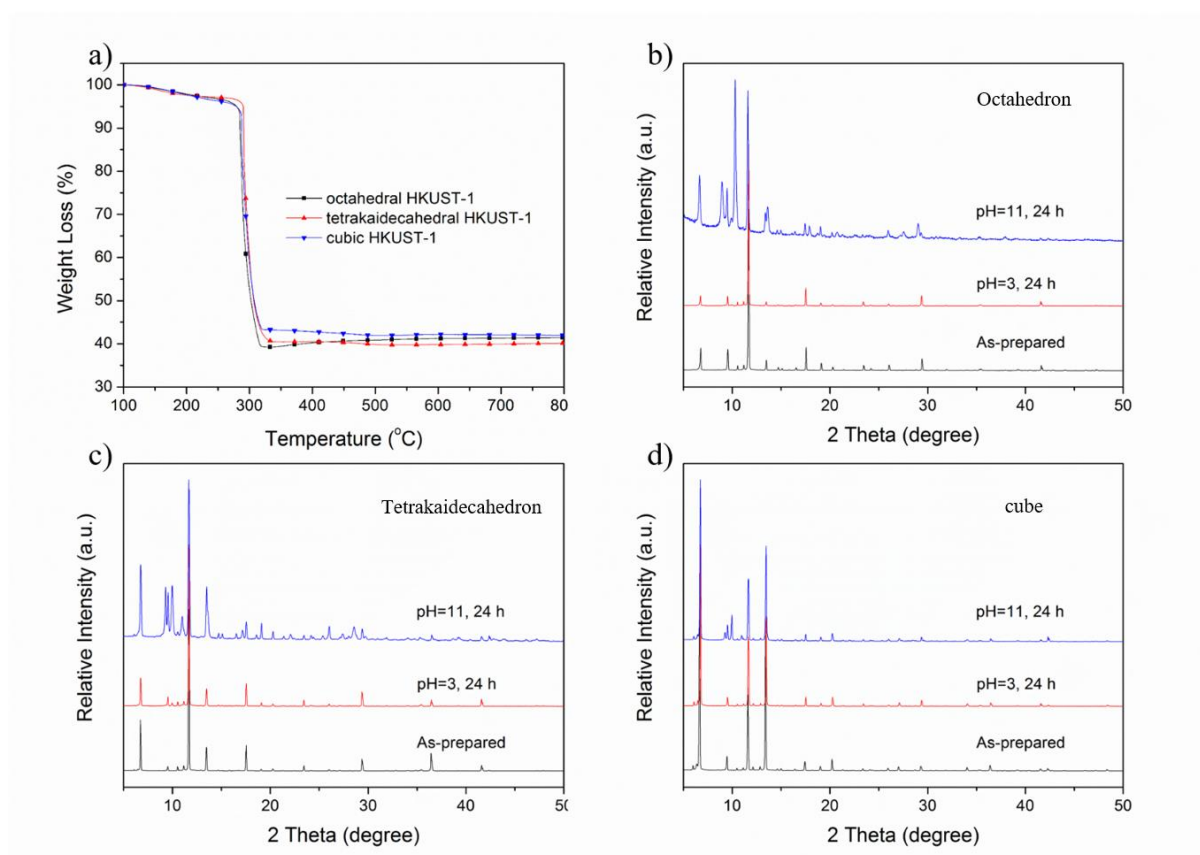 a)
100
90
80
70
60
50
40
30
Weight Loss (%)
octahedral HKUST-1
tetrakaidecahedral HKUST-1
cubic HKUST-1
100 200 300 400 500 600 700 80
Temperature (°C)
b)
Relative Intensity (a.u.)
Octahedron
pH=11, 24 h
pH=3, 24 h
As-prepared
10 20 30 40 50
2 Theta (degree)
c)
Relative Intensity (a.u.)
Tetrakaidecahedron
pH=11, 24 h
pH=3, 24 h
As-prepared
10 20 30 40 5
2 Theta (degree)
d)
Relative Intensity (a.u.)
cube
pH=11, 24 h
pH=3, 24 h
As-prepared
10 20 30 40 50
2 Theta (degree)